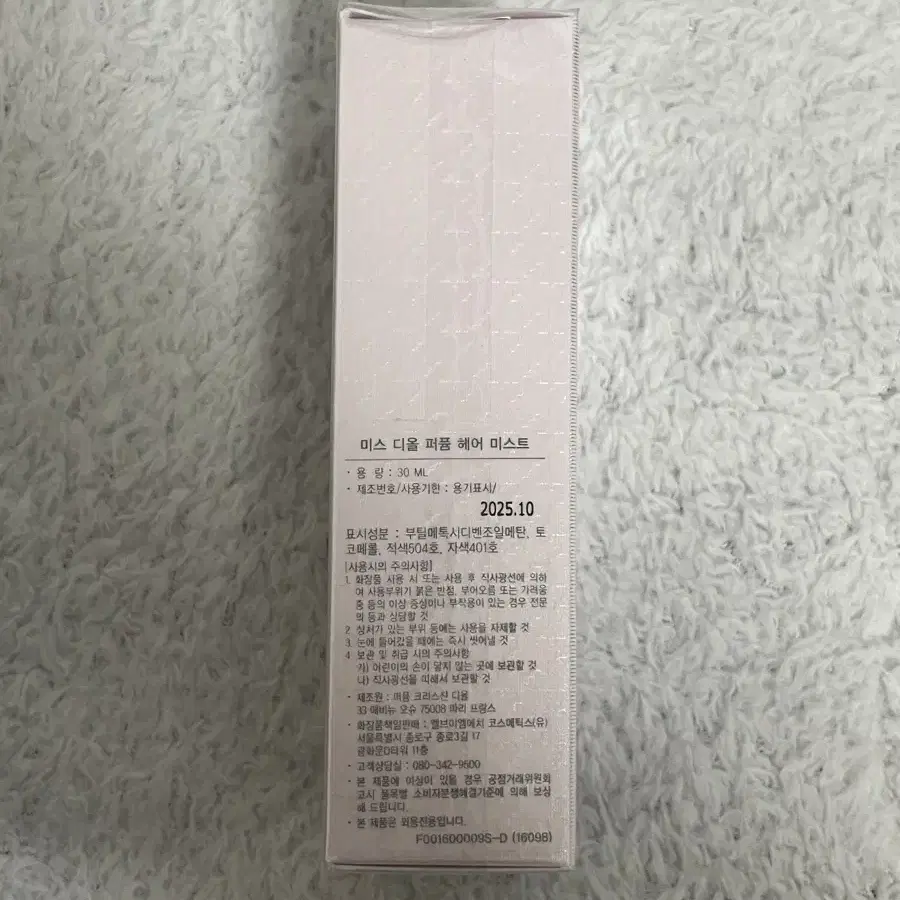 미스 디올 퍼퓸 헤어 미스트
· 용 량 : 30 ML
· 제조번호/사용기한 : 용기표시/
2025.10
표시성분 : 부틸메톡시디벤조일메탄, 토
코페롤, 적색504호, 자색401호
[사용시의 주의사항]
1. 화장품 사용 시 또는 사용 후 직사광선에 의하
여 사용부위가 붉은 반점, 부어오름 또는 가려움
증 등의 이상 증상이나 부작용이 있는 경우 전문
의 등과 상담할 것
2. 상처가 있는 부위 등에는 사용을 자제할 것
3. 눈에 들어갔을 때에는 즉시 씻어낼 것
4. 보관 및 취급 시의 주의사항
가) 어린이의 손이 닿지 않는 곳에 보관할 것
나) 직사광선을 피해서 보관할 것
· 제조원 : 퍼퓸 크리스챤 디올
33 애비뉴 오슈 75008 파리 프랑스
· 화장품책임판매 : 엘브이엠에치 코스메틱스(유)
서울특별시 종로구 종로3길 17
광화문D타워 11층
· 고객상담실 : 080-342-9500
· 본 제품에 이상이 있을 경우 공정거래위원회
고시 품목별 소비자분쟁해결기준에 의해 보상
해 드립니다.
· 본 제품은 외용전용입니다.
F001600009S-D (16098)